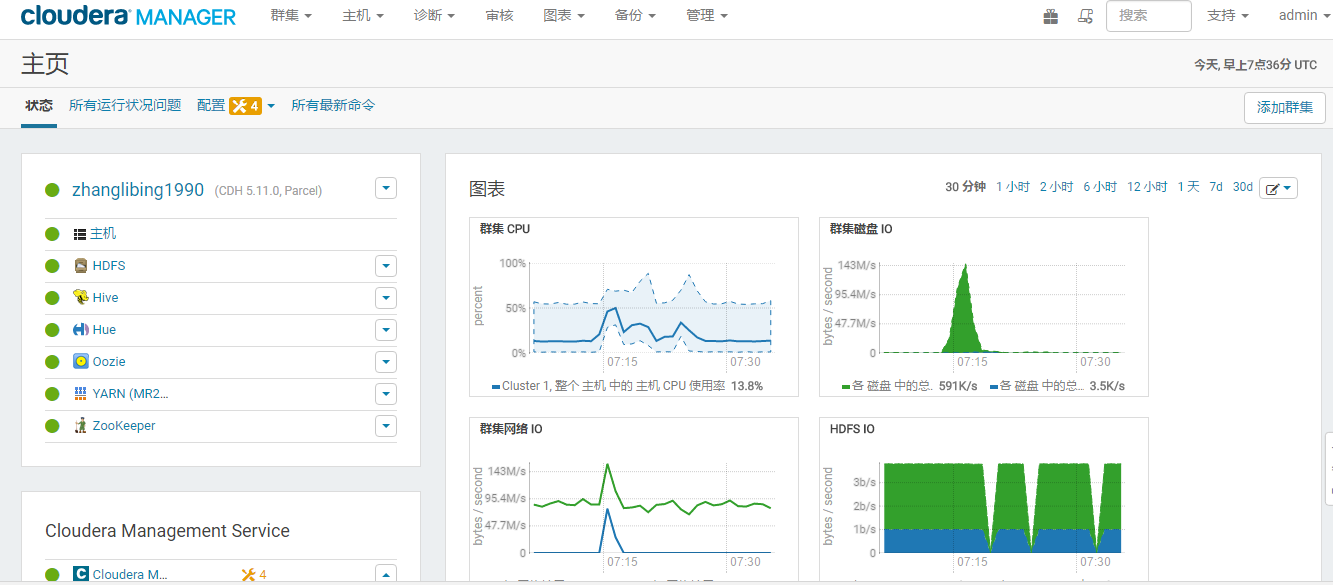 cloudera MANAGER 群集 主机 诊断 审核 图表 备份 管理 搜索 支持 admin
主页
今天, 早上7点36分 UTC
状态 所有运行状况问题 配置 4 所有最新命令
添加群集
zhanglibing1990 (CDH 5.11.0, Parcel)
主机
HDFS
Hive
Hue
Oozie
YARN (MR2...
ZooKeeper
Cloudera Management Service
Cloudera M... 4
图表
30 分钟 1 小时 2 小时 6 小时 12 小时 1 天 7d 30d
群集 CPU
percent
100%
50%
0%
07:15 07:30
Cluster 1, 整个 主机 中的 主机 CPU 使用率 13.8%
群集磁盘 IO
bytes / second
143M/s
95.4M/s
47.7M/s
0
07:15 07:30
各 磁盘 中的总. 591K/s 各 磁盘 中的总... 3.5K/s
群集网络 IO
bytes / second
143M/s
95.4M/s
47.7M/s
0
07:15 07:30
HDFS IO
bytes / second
3b/s
2b/s
1b/s
0
07:15 07:30